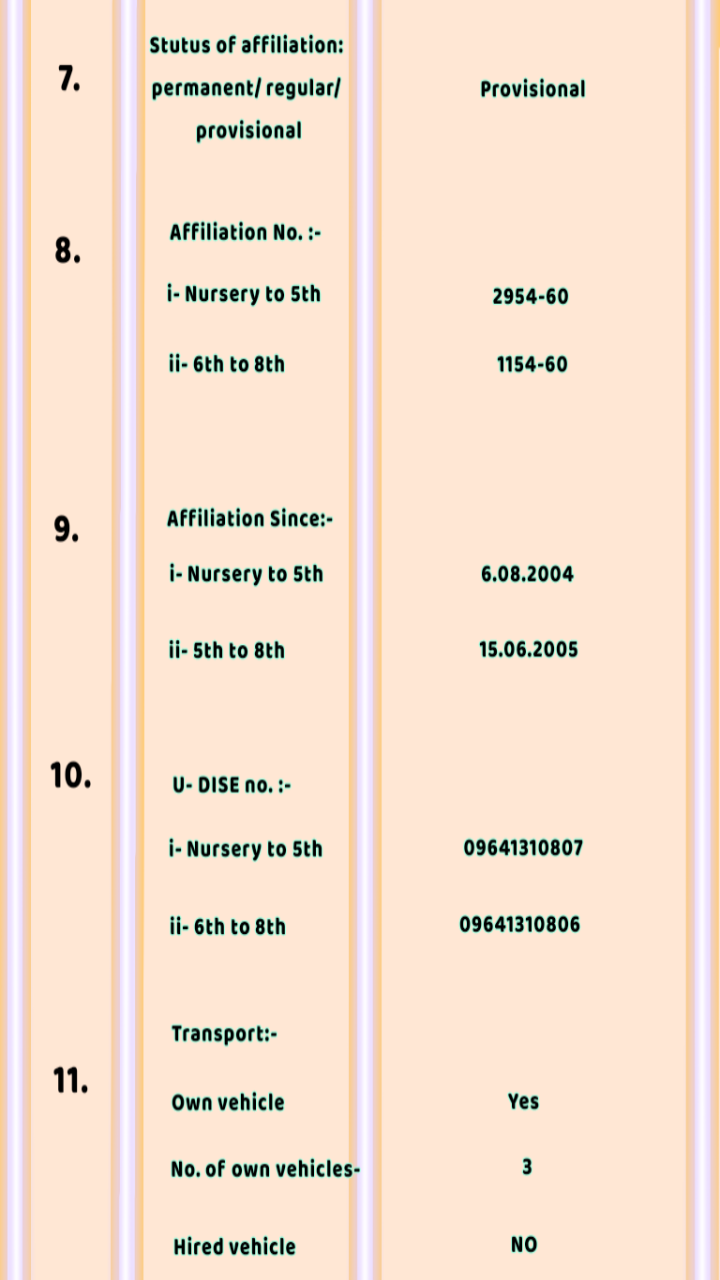 7.
Stutus of affiliation:
permanent/ regular/
provisional
Provisional
8.
Affiliation No. :-
i- Nursery to 5th
2954-60
ii- 6th to 8th
1154-60
9.
Affiliation Since:-
i- Nursery to 5th
6.08.2004
ii- 5th to 8th
15.06.2005
10.
U- DISE no. :-
i- Nursery to 5th
09641310807
ii- 6th to 8th
09641310806
11.
Transport:-
Own vehicle
Yes
No. of own vehicles-
3
Hired vehicle
NO